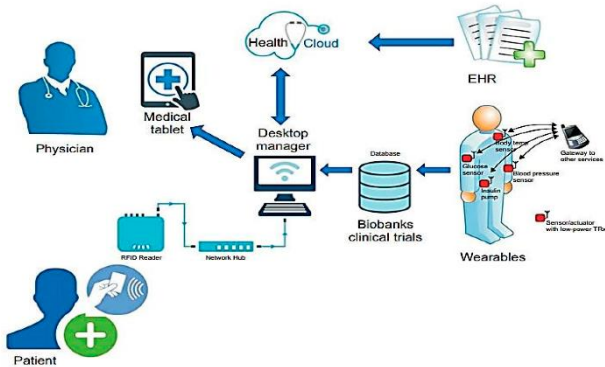 Health Cloud
EHR
Physician
Medical
tablet
Desktop
manager
Database
Biobanks
clinical trials
Body temp
sensor
Glucose
sensor
Blood pressure
sensor
Insulin
pump
Gateway to
other services
Sensor/actuator
with low-power TRx
Wearables
RFID Reader
Network Hub
Patient